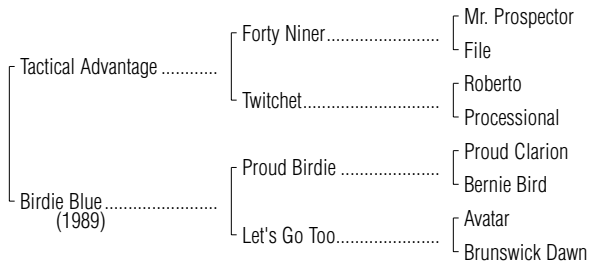 Mr. Prospector
Forty Niner........................
File
Tactical Advantage ............
Roberto
Twitchet.............................
Processional
Proud Clarion
Proud Birdie .....................
Bernie Bird
Birdie Blue........................
(1989)
Avatar
Let's Go Too......................
Brunswick Dawn